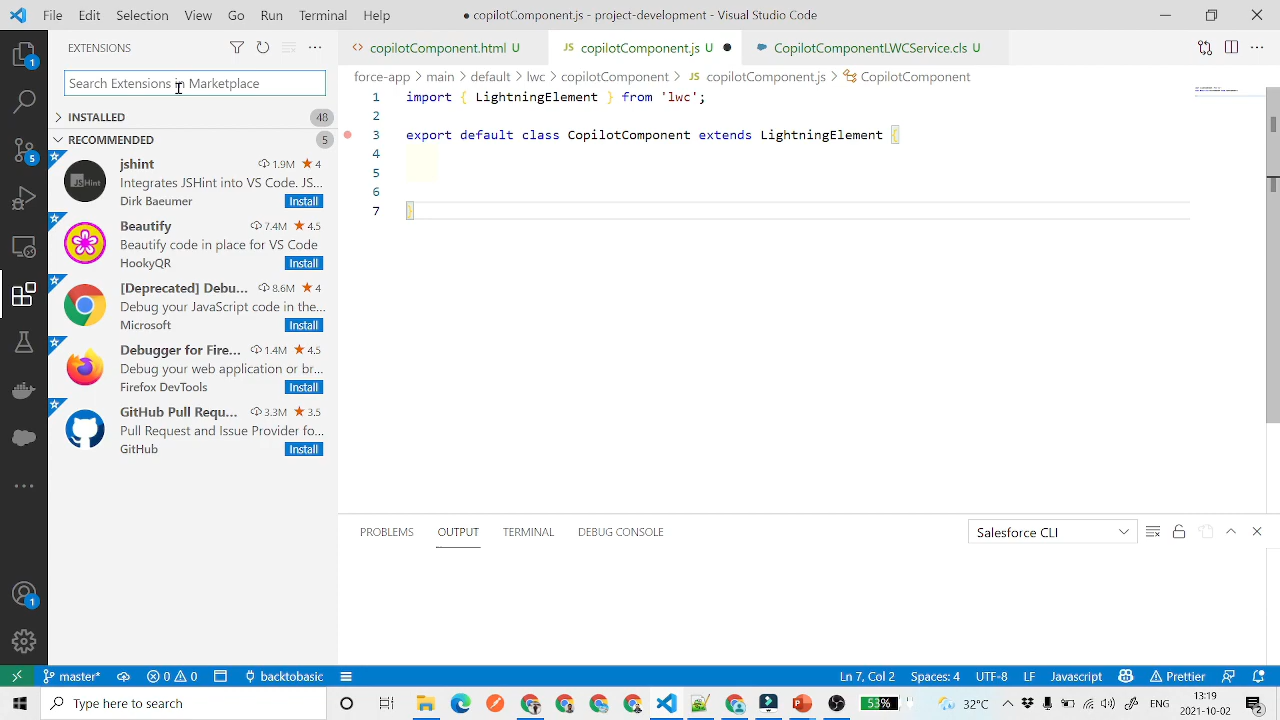 File Edit Selection ... ● copilotComponent.js - project-demo-content - Visual Studio Code
EXTENSIONS
Search Extensions in Marketplace
INSTALLED 48
RECOMMENDED 5
jshint 1.9M ★ 4
Integrates JSHint into VS Code. JS...
Dirk Baeumer Install
Beautify 7.4M ★ 4.5
Beautify code in place for VS Code
HookyQR Install
[Deprecated] Debu... 8.6M ★ 4
Debug your JavaScript code in the...
Microsoft Install
Debugger for Fire... 1.4M ★ 4.5
Debug your web application or br...
Firefox DevTools Install
GitHub Pull Requ... 3.3M ★ 3.5
Pull Request and Issue Provider fo...
GitHub Install
1
5
1
copilotComponent.html U JS copilotComponent.js U ● CopilotComponentLWCService.cls U
force-app > main > default > lwc > copilotComponent > JS copilotComponent.js > CopilotComponent
1 import { LightningElement } from 'lwc';
2
3 export default class CopilotComponent extends LightningElement {
4
5
6
7 }
PROBLEMS OUTPUT TERMINAL DEBUG CONSOLE Salesforce CLI
master* 0 0 backtobasic Ln 7, Col 2 Spaces: 4 UTF-8 LF Javascript Prettier
Type here to search 53% 32°C ENG 13:19
2021-10-02 2